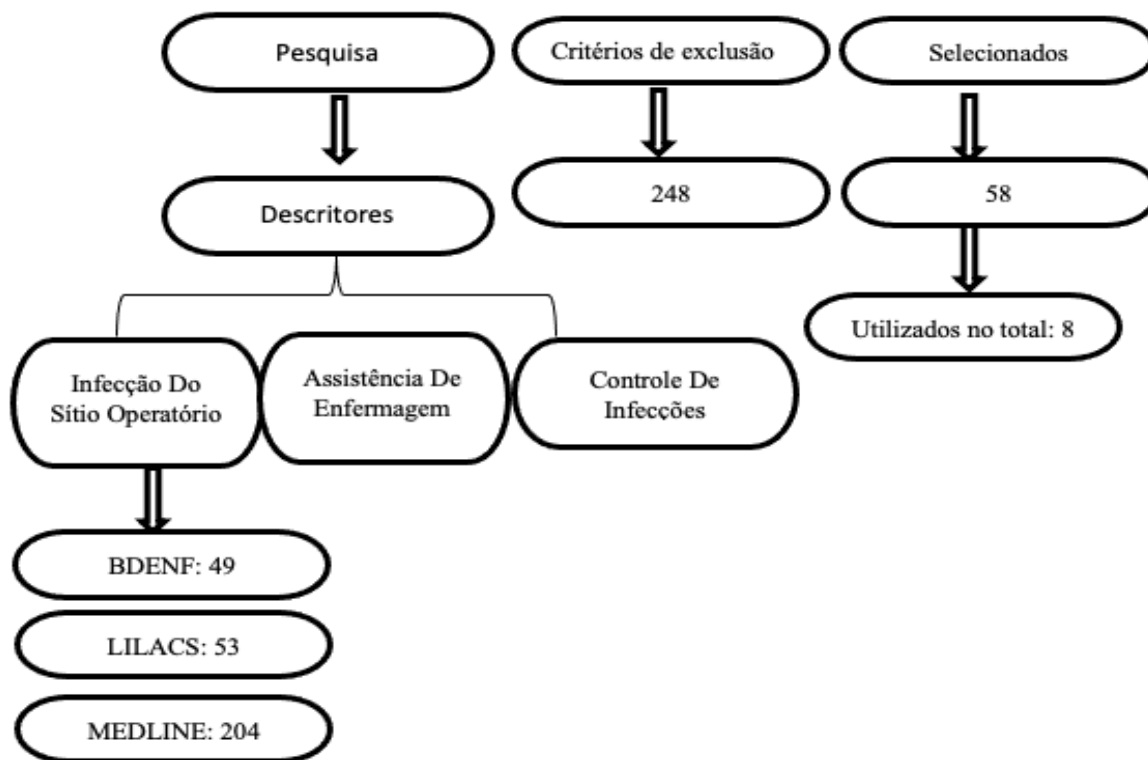 Pesquisa
Critérios de exclusão
Selecionados
Descritores
248
58
Utilizados no total: 8
Infecção Do
Sítio Operatório
Assistência De
Enfermagem
Controle De
Infecções
BDENF: 49
LILACS: 53
MEDLINE: 204